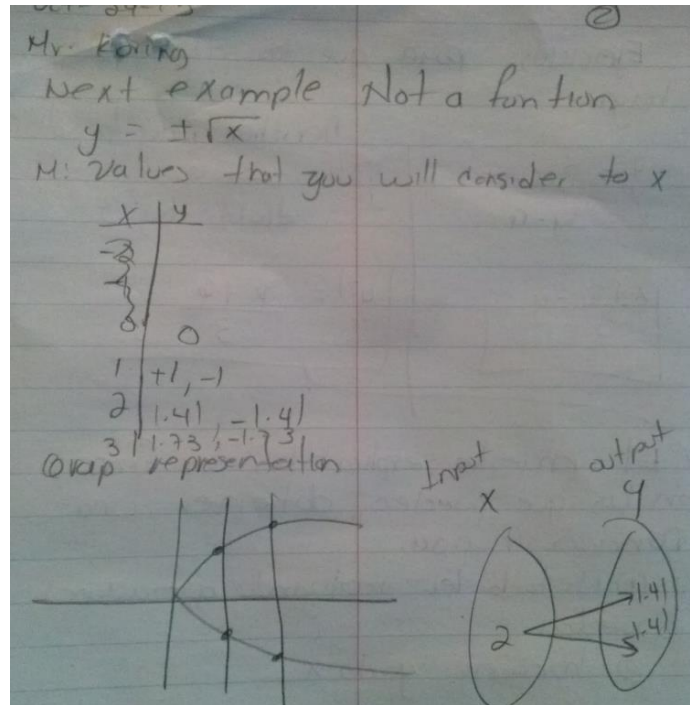 ②
Mr. Koring
Next example Not a funtion
y = ±√x
M: Values that you will consider to x
x | y
0 0
1 +1, -1
2 1.41, -1.41
3 1.73, -1.73
representation
Input output
x y
2 1.41
-1.41